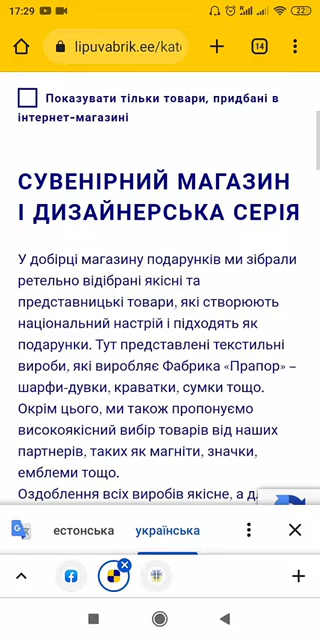 17:29
22
lipuvabrik.ee/kate
14
Показувати тільки товари, придбані в
інтернет-магазині
СУВЕНІРНИЙ МАГАЗИН
І ДИЗАЙНЕРСЬКА СЕРІЯ
У добірці магазину подарунків ми зібрали
ретельно відібрані якісні та
представницькі товари, які створюють
національний настрій і підходять як
подарунки. Тут представлені текстильні
вироби, які виробляє Фабрика «Прапор» –
шарфи-дувки, краватки, сумки тощо.
Окрім цього, ми також пропонуємо
високоякісний вибір товарів від наших
партнерів, таких як магніти, значки,
емблеми тощо.
Оздоблення всіх виробів якісне, а
естонська українська